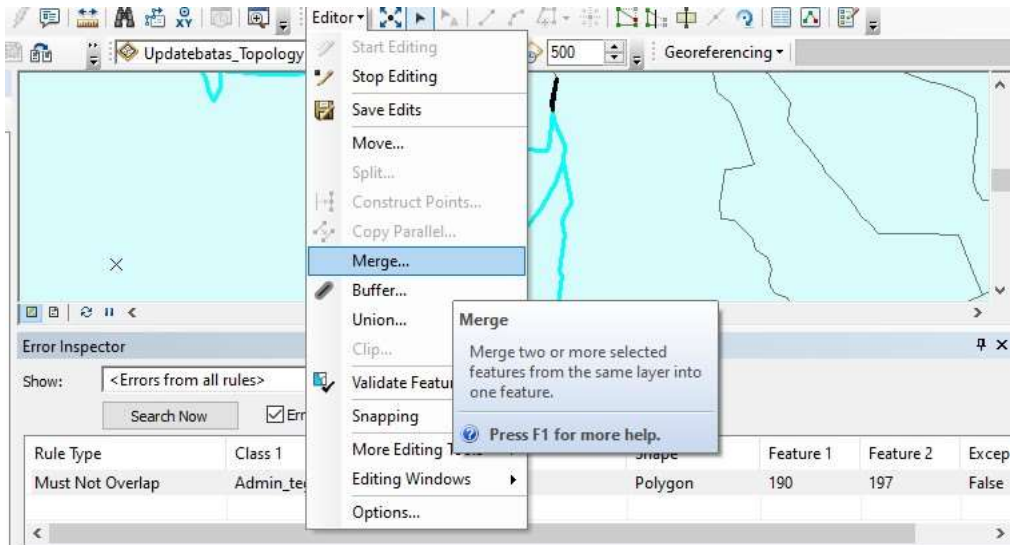 Editor
Updatebatas_Topology
500
Georeferencing
Start Editing
Stop Editing
Save Edits
Move...
Split...
Construct Points...
Copy Parallel...
Merge...
Buffer...
Union...
Clip...
Validate Featu
Snapping
More Editing T
Editing Windows
Options...
Merge
Merge two or more selected
features from the same layer into
one feature.
Press F1 for more help.
Error Inspector
Show:
<Errors from all rules>
Search Now
Err
Rule Type Class 1 Shape Feature 1 Feature 2 Excep
Must Not Overlap Admin_te Polygon 190 197 False